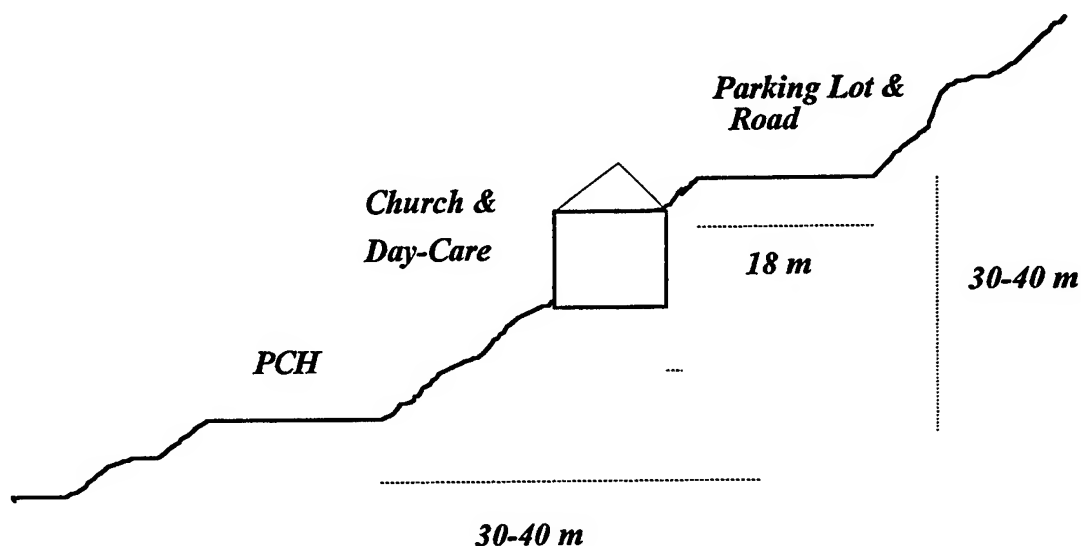 Parking Lot &
Road
Church &
Day-Care
18 m
30-40 m
PCH
30-40 m